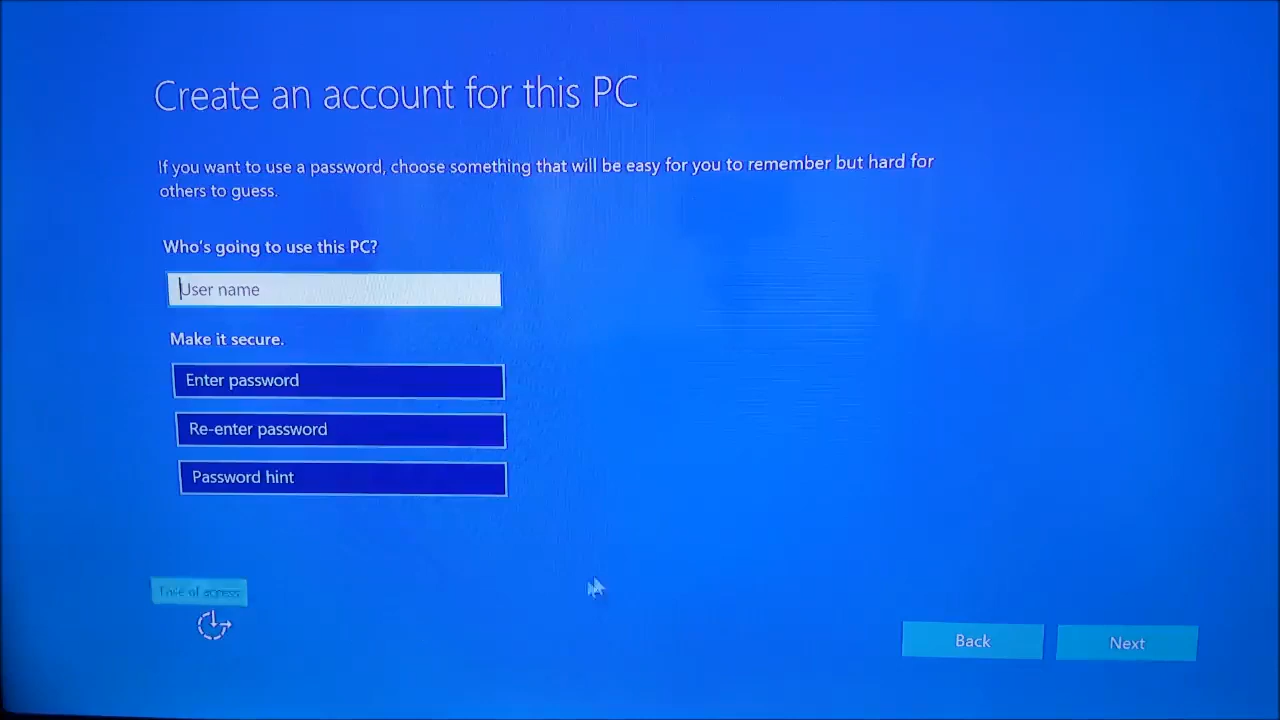 Create an account for this PC
If you want to use a password, choose something that will be easy for you to remember but hard for
others to guess.
Who's going to use this PC?
User name
Make it secure.
Enter password
Re-enter password
Password hint
of access
Back
Next